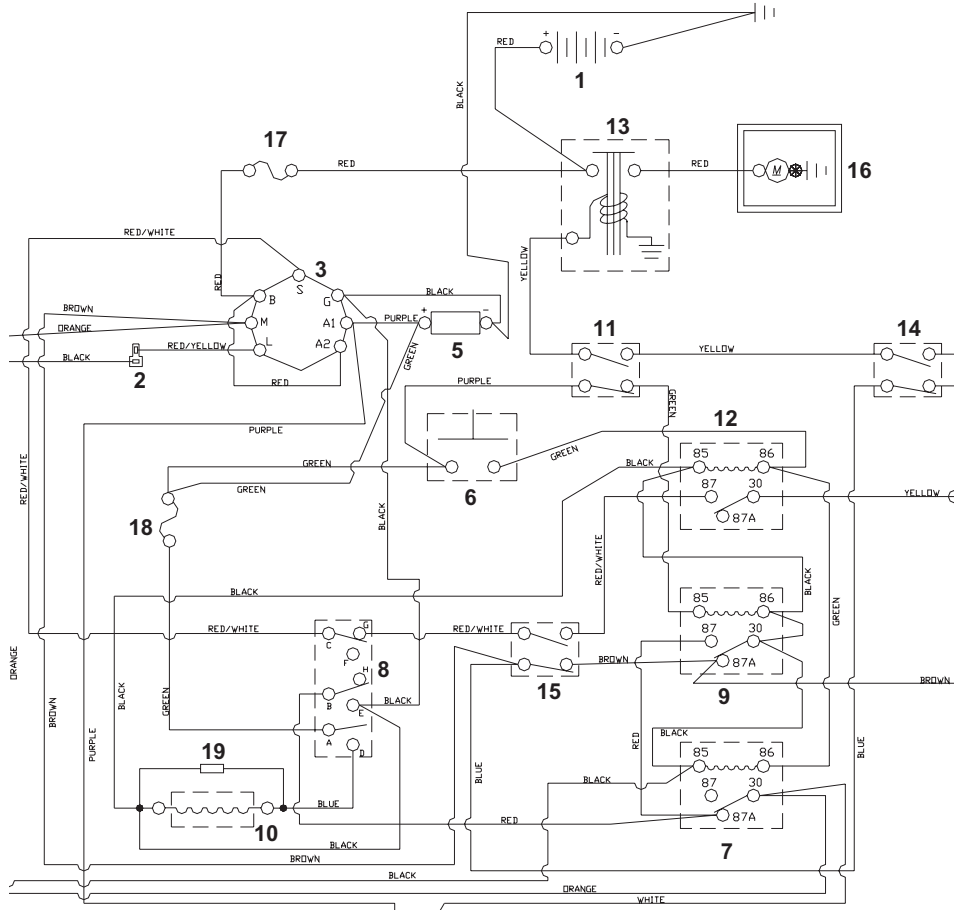 RED + -
1
BLACK
17
13
RED
RED
M
16
RED/WHITE
3
S
RED
B
G
BLACK
YELLOW
BROWN
M
A1
PURPLE
+ -
ORANGE
11
14
RED/YELLOW
L
A2
5
YELLOW
BLACK
2
RED
GREEN
PURPLE
GREEN
12
PURPLE
GREEN
GREEN
BLACK
85 86
RED/WHITE
GREEN
6
87 30
YELLOW
18
BLACK
87A
RED/WHITE
BLACK
BLACK
85 86
GREEN
RED/WHITE
G
C
RED/WHITE
87 30
F
8
BROWN
ORANGE
H
15
87A
BROWN
BLACK
GREEN
B
BLACK
9
BROWN
E
RED
A
BLACK
BLUE
PURPLE
19
D
BLUE
85 86
BLACK
87 30
BLUE
RED
87A
10
BLACK
7
BROWN
BLACK
ORANGE
WHITE